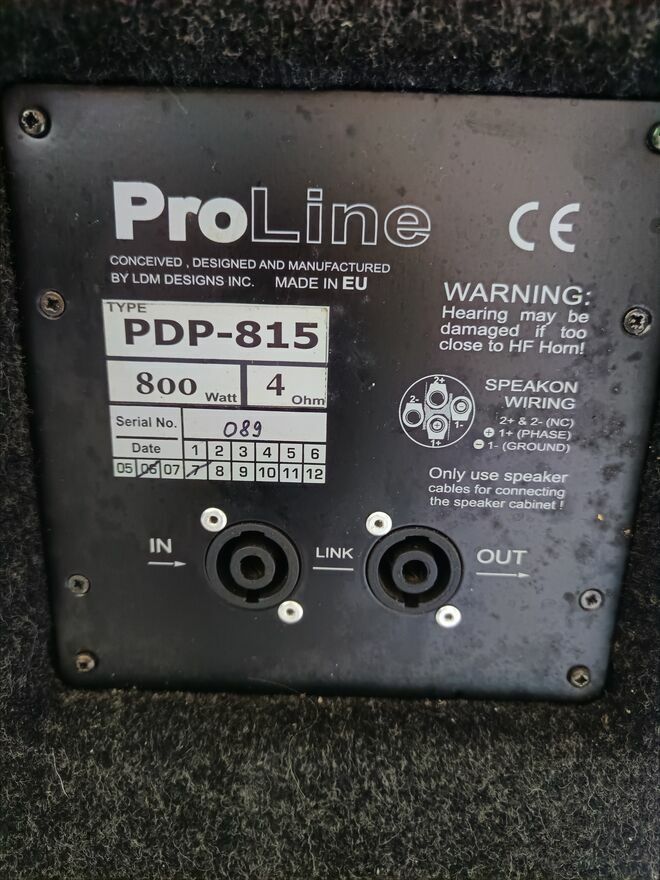 ProLine
CE
CONCEIVED , DESIGNED AND MANUFACTURED
BY LDM DESIGNS INC. MADE IN EU
TYPE
PDP-815
800 Watt 4 Ohm
Serial No. 089
Date 1 2 3 4 5 6
05 06 07 7 8 9 10 11 12
WARNING:
Hearing may be
damaged if too
close to HF Horn!
2+
2-
1-
1+
SPEAKON
WIRING
2+ & 2- (NC)
+ 1+ (PHASE)
- 1- (GROUND)
Only use speaker
cables for connecting
the speaker cabinet !
IN LINK OUT